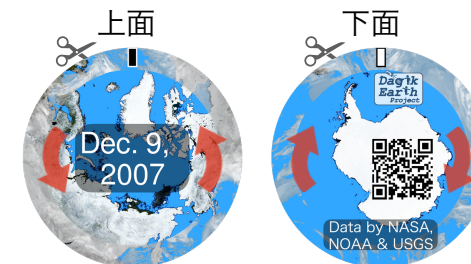 上面
Dec. 9,
2007
下面
Dagik
Earth
Project
Data by NASA,
NOAA & USGS